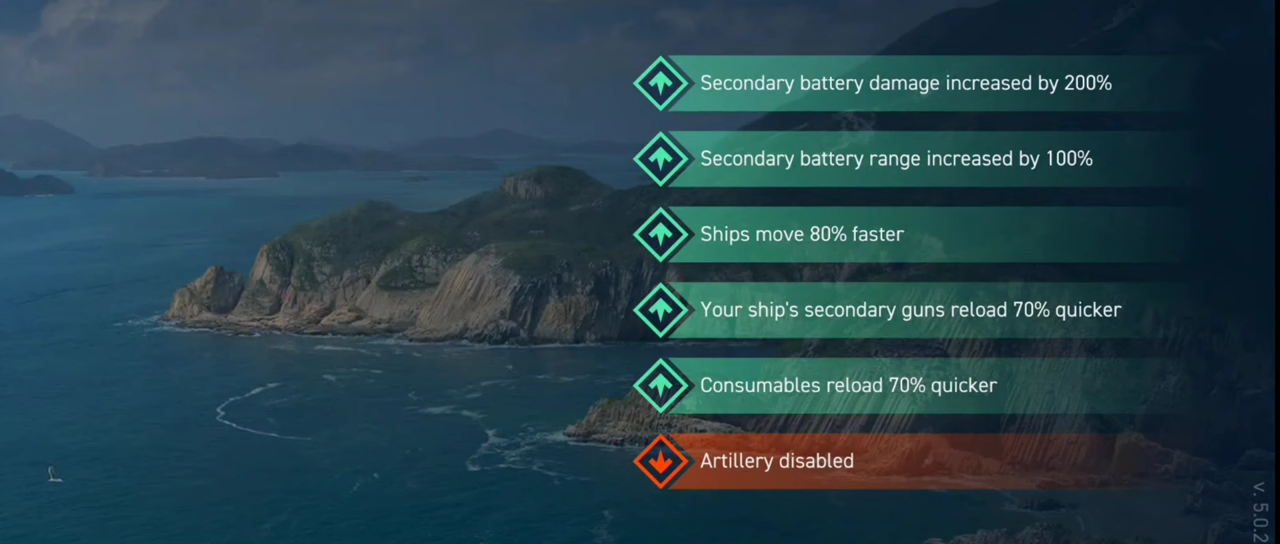 Secondary battery damage increased by 200%
Secondary battery range increased by 100%
Ships move 80% faster
Your ship's secondary guns reload 70% quicker
Consumables reload 70% quicker
Artillery disabled
v. 5.0.2